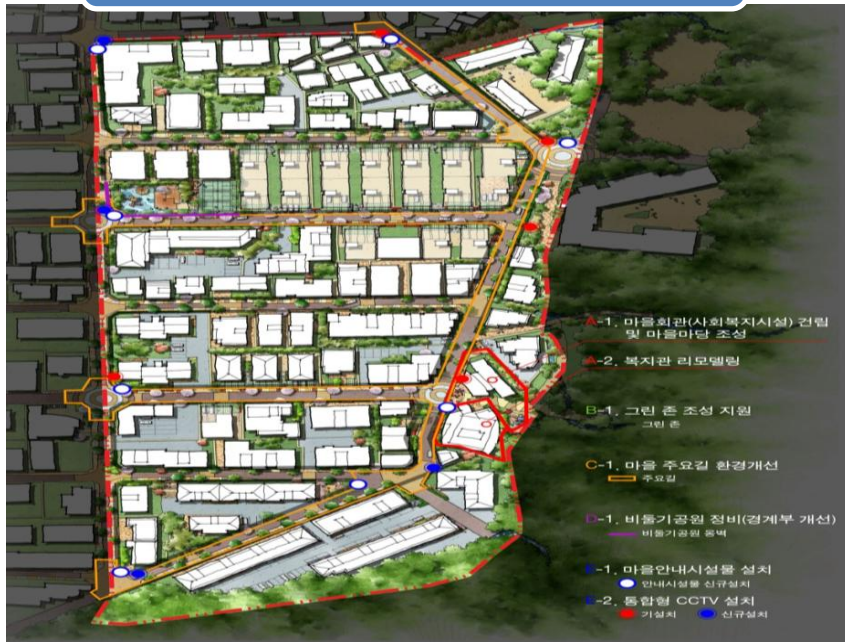 A-1. 마을회관(사회복지시설) 건립
및 마을마당 조성
A-2. 복지관 리모델링
B-1. 그린 존 조성 지원
그린 존
C-1. 마을 주요길 환경개선
주요길
D-1. 비둘기공원 정비(경계부 개선)
비둘기공원 옹벽
E-1. 마을안내시설물 설치
안내시설물 신규설치
E-2. 통합형 CCTV 설치
기설치 신규설치